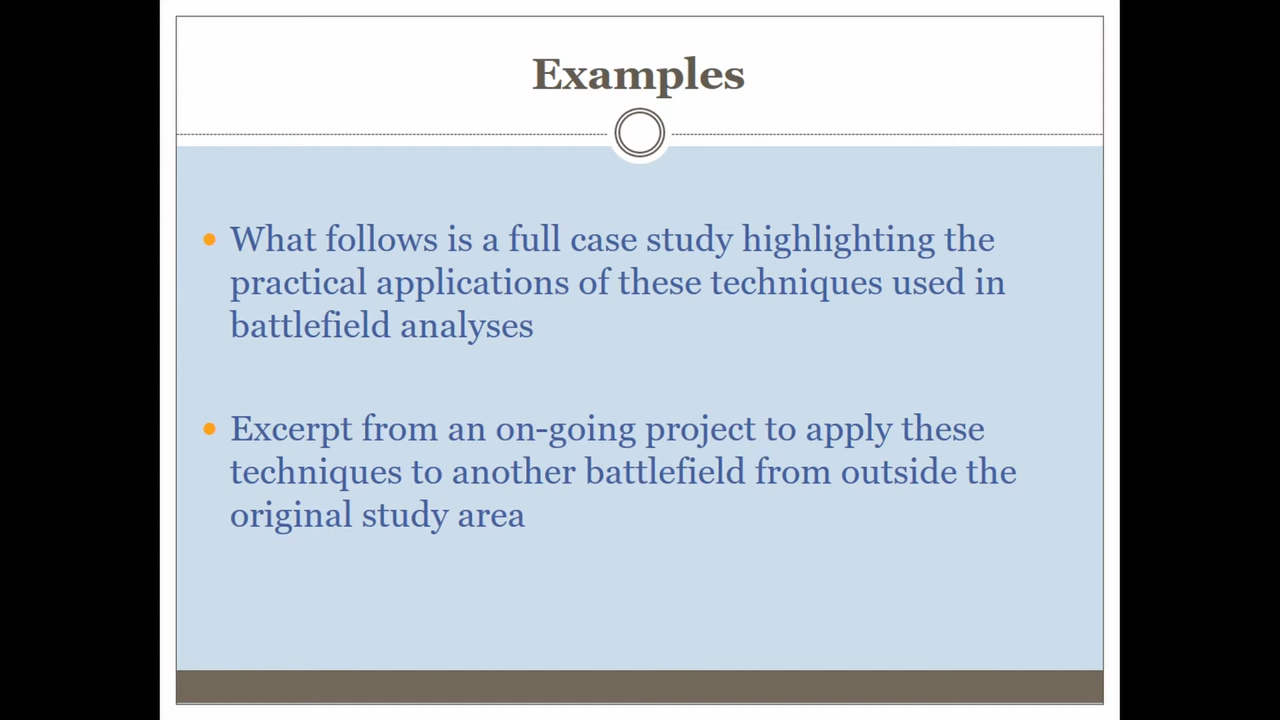 Examples
What follows is a full case study highlighting the
practical applications of these techniques used in
battlefield analyses
Excerpt from an on-going project to apply these
techniques to another battlefield from outside the
original study area